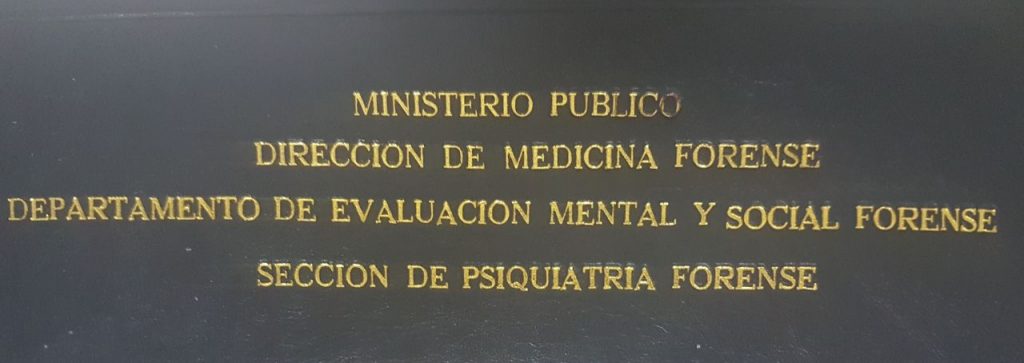 MINISTERIO PUBLICO
DIRECCION DE MEDICINA FORENSE
DEPARTAMENTO DE EVALUACION MENTAL Y SOCIAL FORENSE
SECCION DE PSIQUIATRIA FORENSE